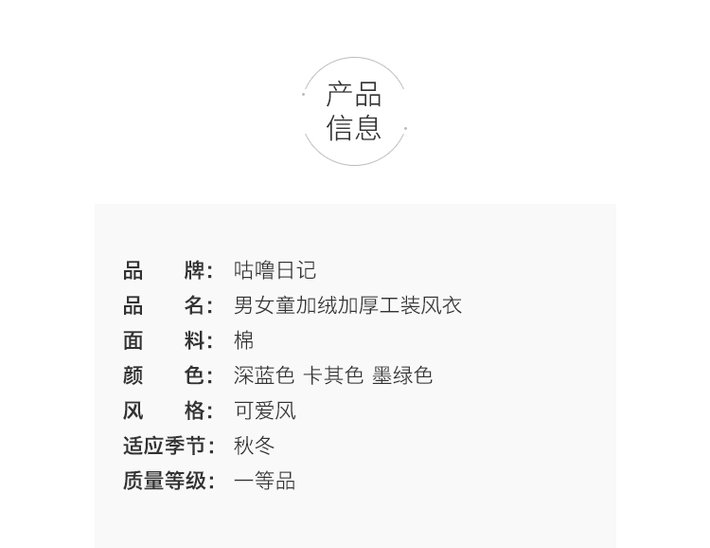 产品
信息
品　　牌： 咕噜日记
品　　名： 男女童加绒加厚工装风衣
面　　料： 棉
颜　　色： 深蓝色 卡其色 墨绿色
风　　格： 可爱风
适应季节： 秋冬
质量等级： 一等品